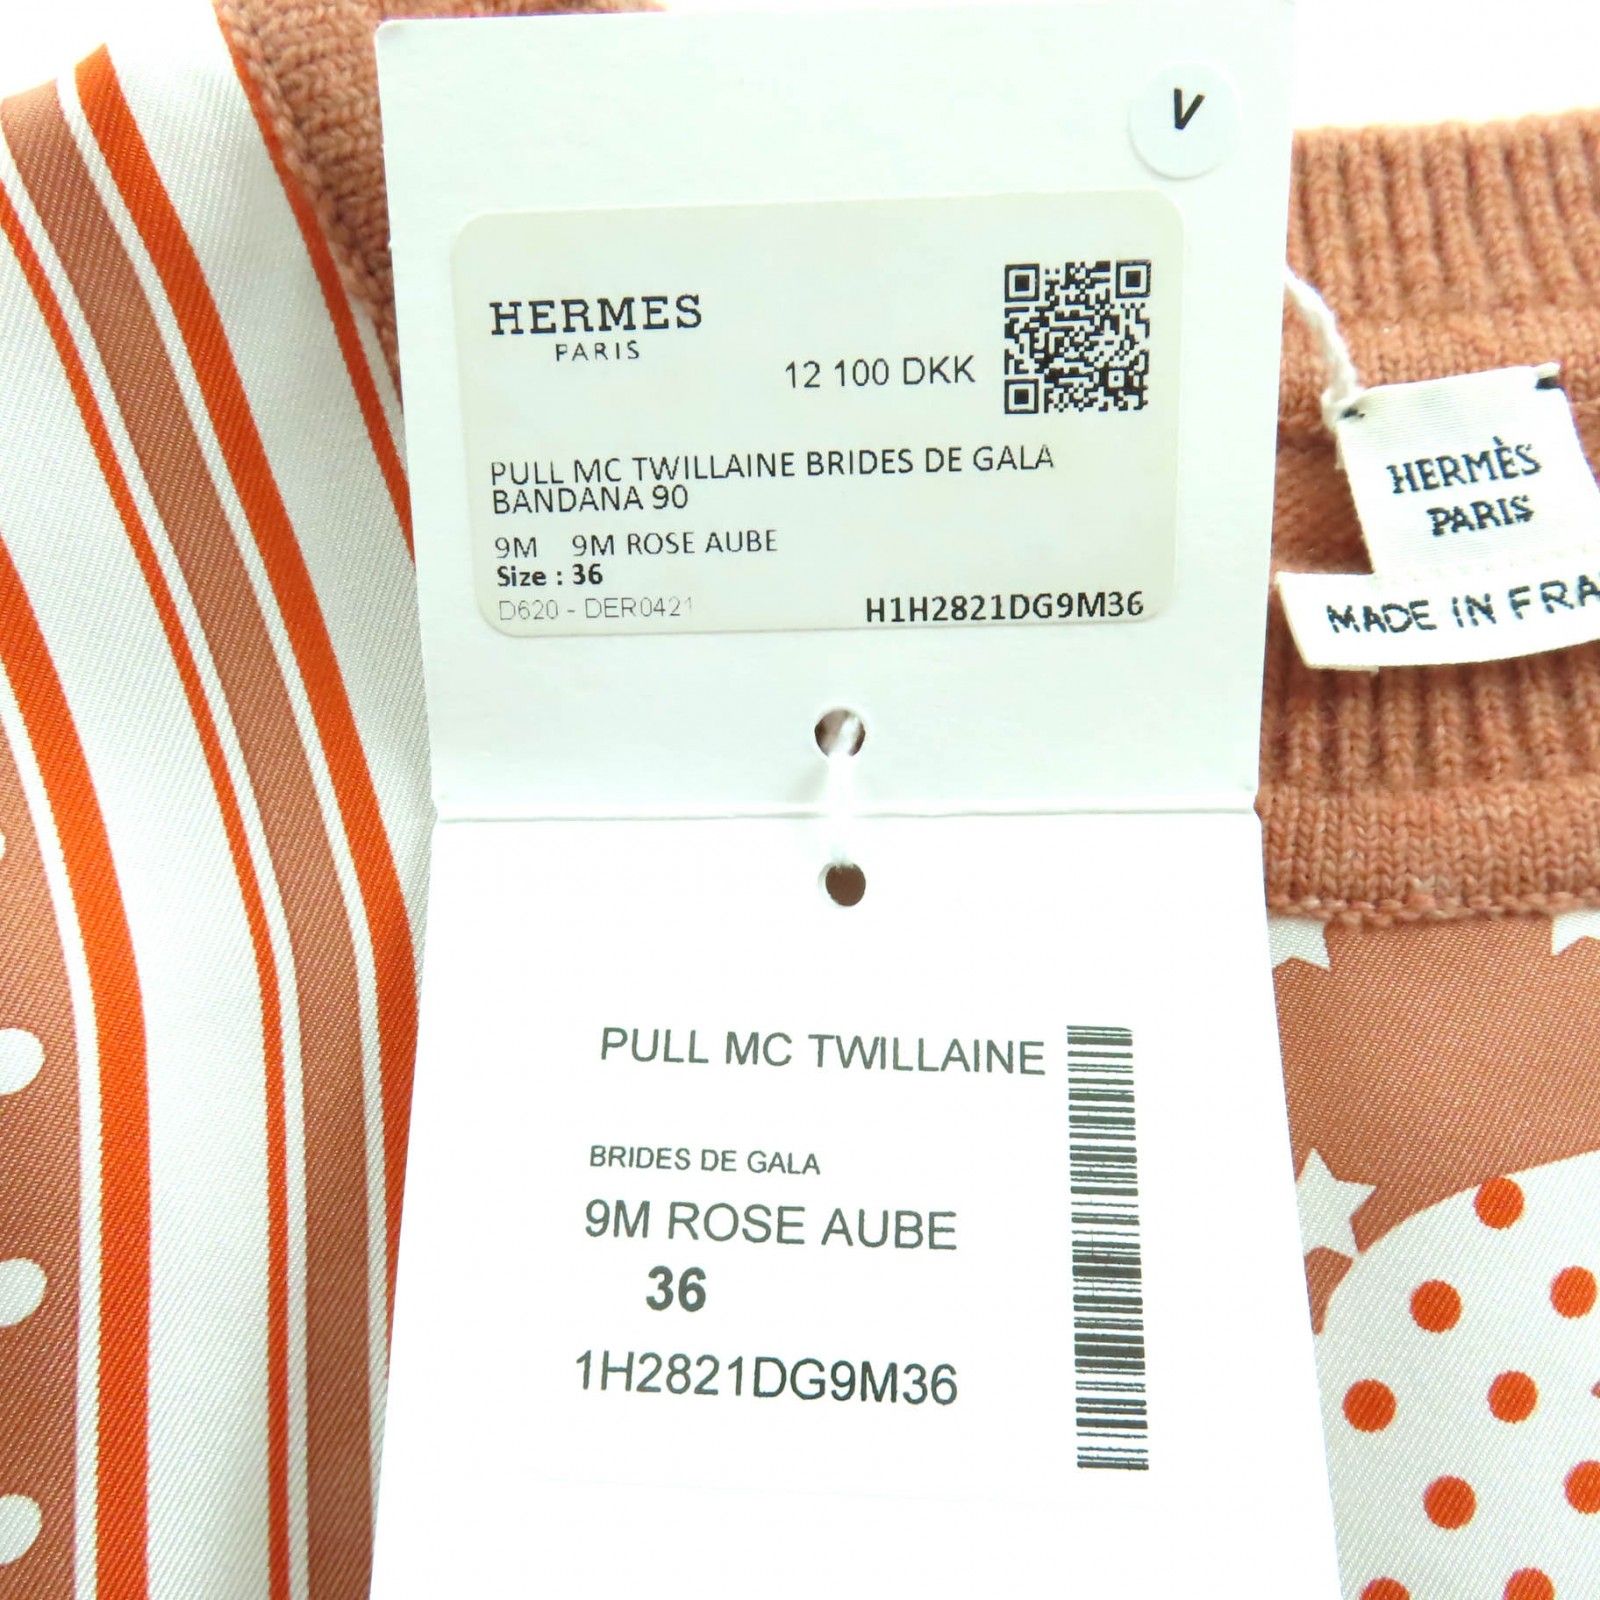 V
HERMES
PARIS
12 100 DKK
PULL MC TWILLAINE BRIDES DE GALA
BANDANA 90
9M 9M ROSE AUBE
Size : 36
D620 - DER0421
H1H2821DG9M36
HERMÈS
PARIS
MADE IN FRA
PULL MC TWILLAINE
BRIDES DE GALA
9M ROSE AUBE
36
1H2821DG9M36